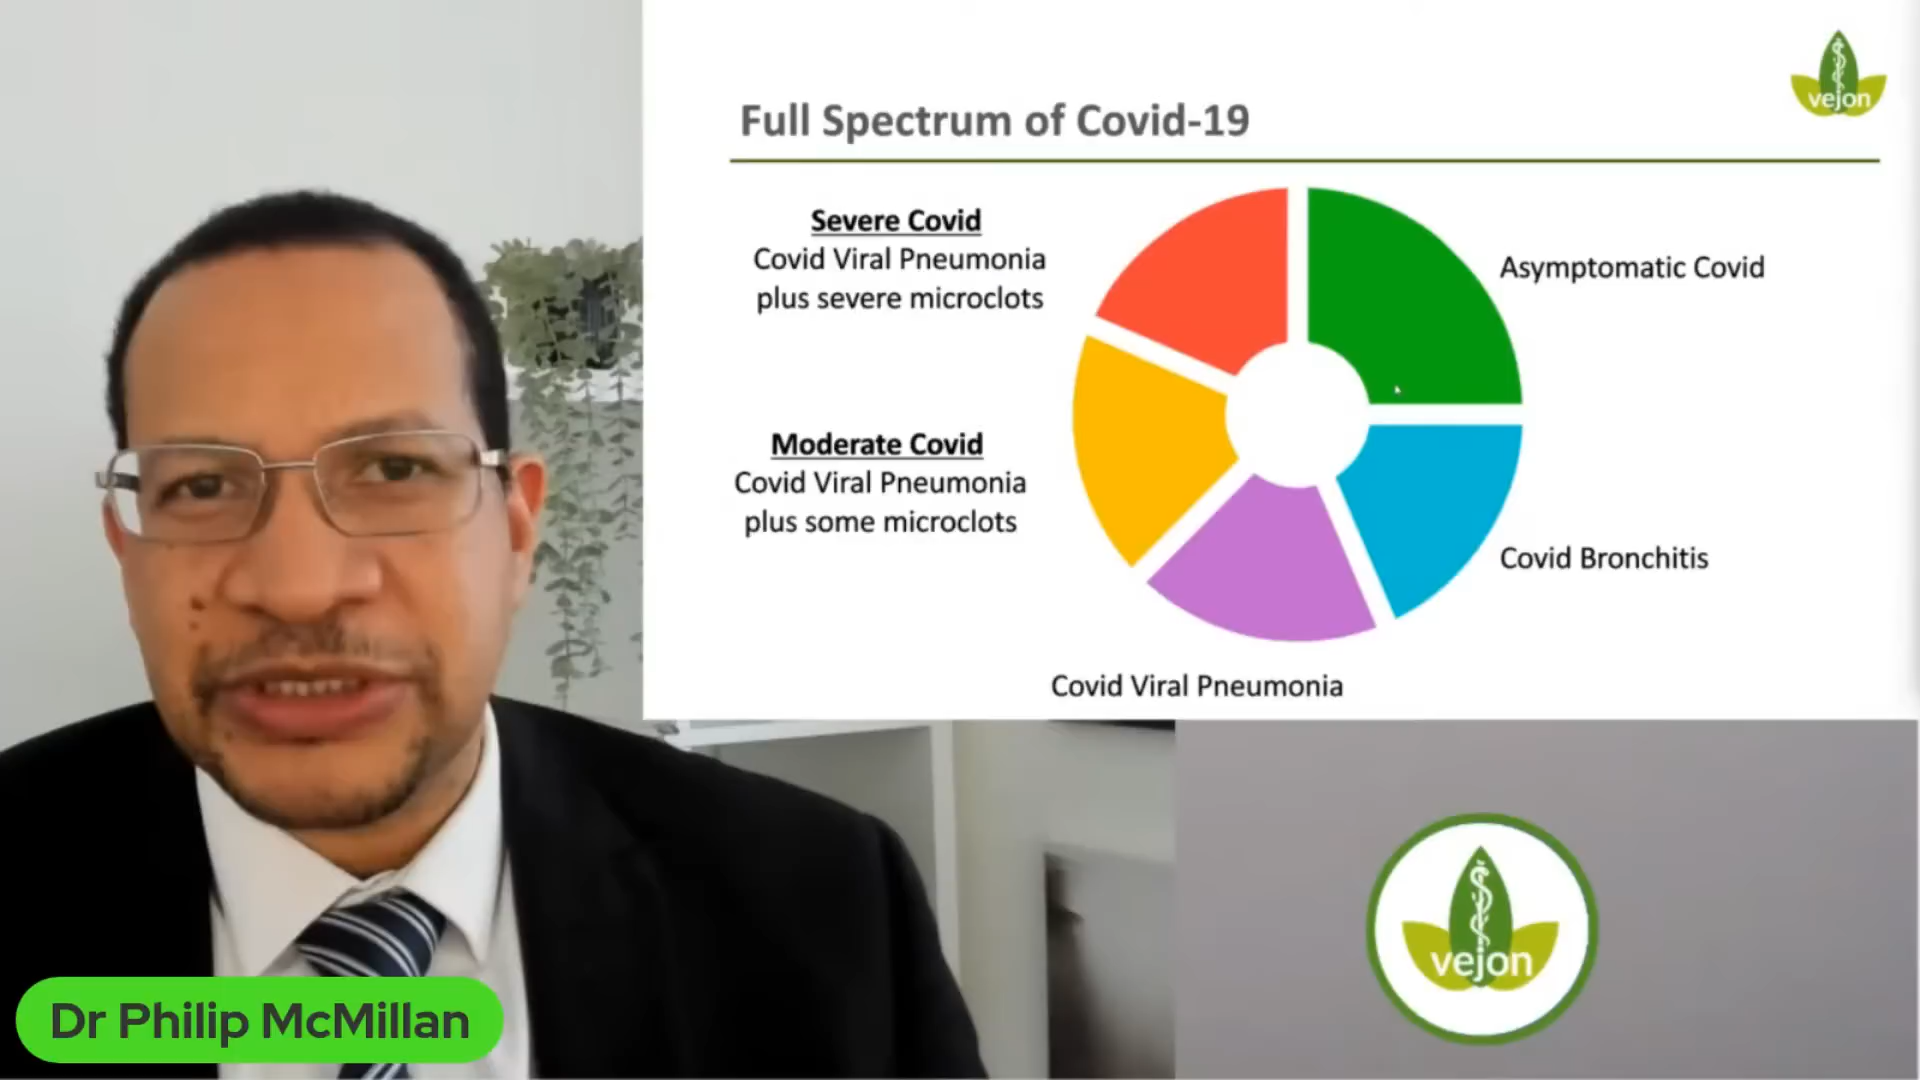 Full Spectrum of Covid-19
vejon
Severe Covid
Covid Viral Pneumonia
plus severe microclots
Asymptomatic Covid
Moderate Covid
Covid Viral Pneumonia
plus some microclots
Covid Bronchitis
Covid Viral Pneumonia
vejon
Dr Philip McMillan